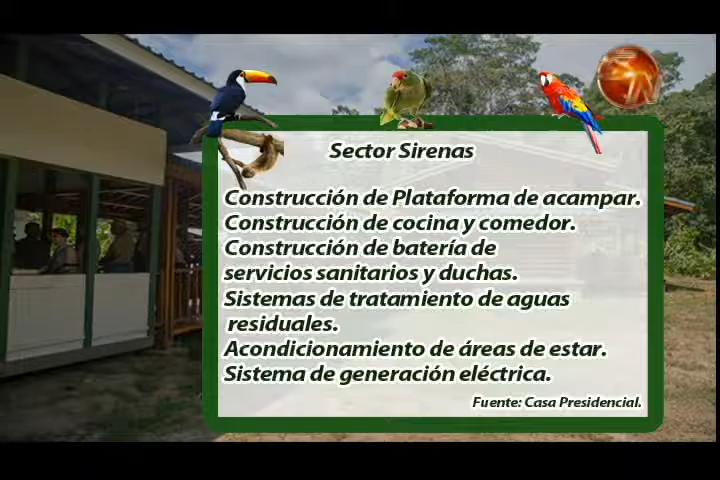 Sector Sirenas
Construcción de Plataforma de acampar.
Construcción de cocina y comedor.
Construcción de batería de
servicios sanitarios y duchas.
Sistemas de tratamiento de aguas
residuales.
Acondicionamiento de áreas de estar.
Sistema de generación eléctrica.
Fuente: Casa Presidencial.